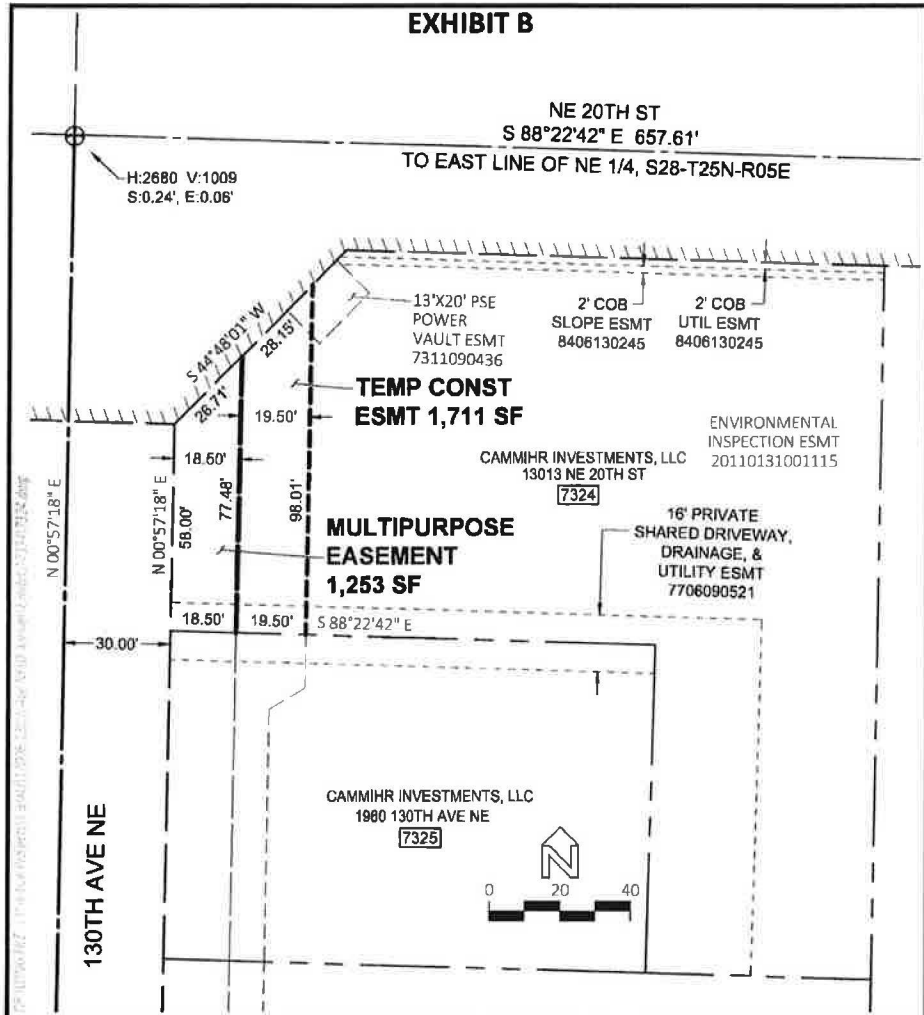 EXHIBIT B
NE 20TH ST
S 88°22'42" E 657.61'
TO EAST LINE OF NE 1/4, S28-T25N-R05E
H:2680 V:1009
S:0.24', E:0.06'
S 44°48'01" W
26.71'
28.15'
13'X20' PSE
POWER
VAULT ESMT
7311090436
2' COB
SLOPE ESMT
8406130245
2' COB
UTIL ESMT
8406130245
TEMP CONST
ESMT 1,711 SF
19.50'
18.50'
ENVIRONMENTAL
INSPECTION ESMT
20110131001115
CAMMIHR INVESTMENTS, LLC
13013 NE 20TH ST
7324
N 00°57'18" E
N 00°57'18" E
58.00'
77.48'
98.01'
MULTIPURPOSE
EASEMENT
1,253 SF
16' PRIVATE
SHARED DRIVEWAY,
DRAINAGE, &
UTILITY ESMT
7706090521
18.50'
19.50'
S 88°22'42" E
30.00'
130TH AVE NE
CAMMIHR INVESTMENTS, LLC
1980 130TH AVE NE
7325
N
0 20 40